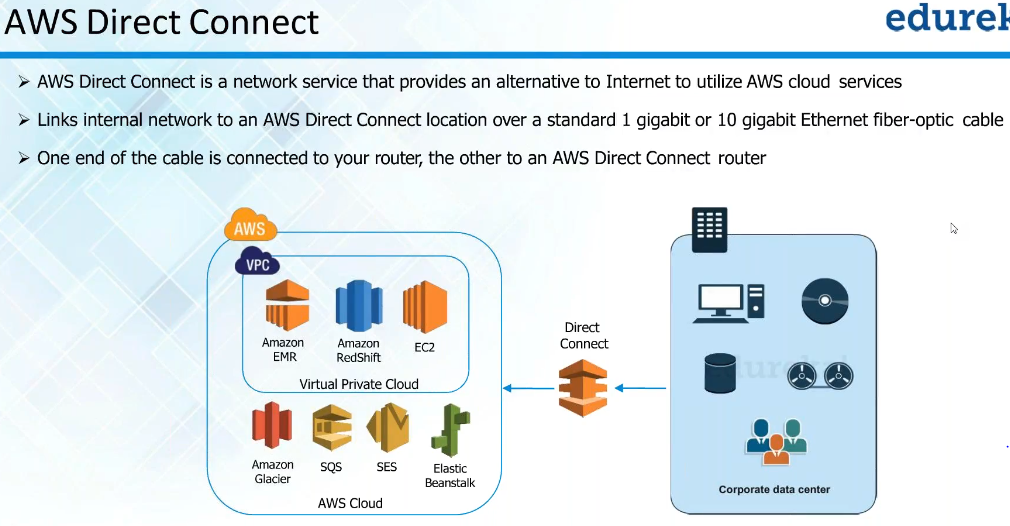 AWS Direct Connect
edurek
➢ AWS Direct Connect is a network service that provides an alternative to Internet to utilize AWS cloud services
➢ Links internal network to an AWS Direct Connect location over a standard 1 gigabit or 10 gigabit Ethernet fiber-optic cable
➢ One end of the cable is connected to your router, the other to an AWS Direct Connect router
AWS
VPC
Amazon
EMR
Amazon
RedShift
EC2
Virtual Private Cloud
Amazon
Glacier
SQS
SES
Elastic
Beanstalk
AWS Cloud
Direct
Connect
Corporate data center